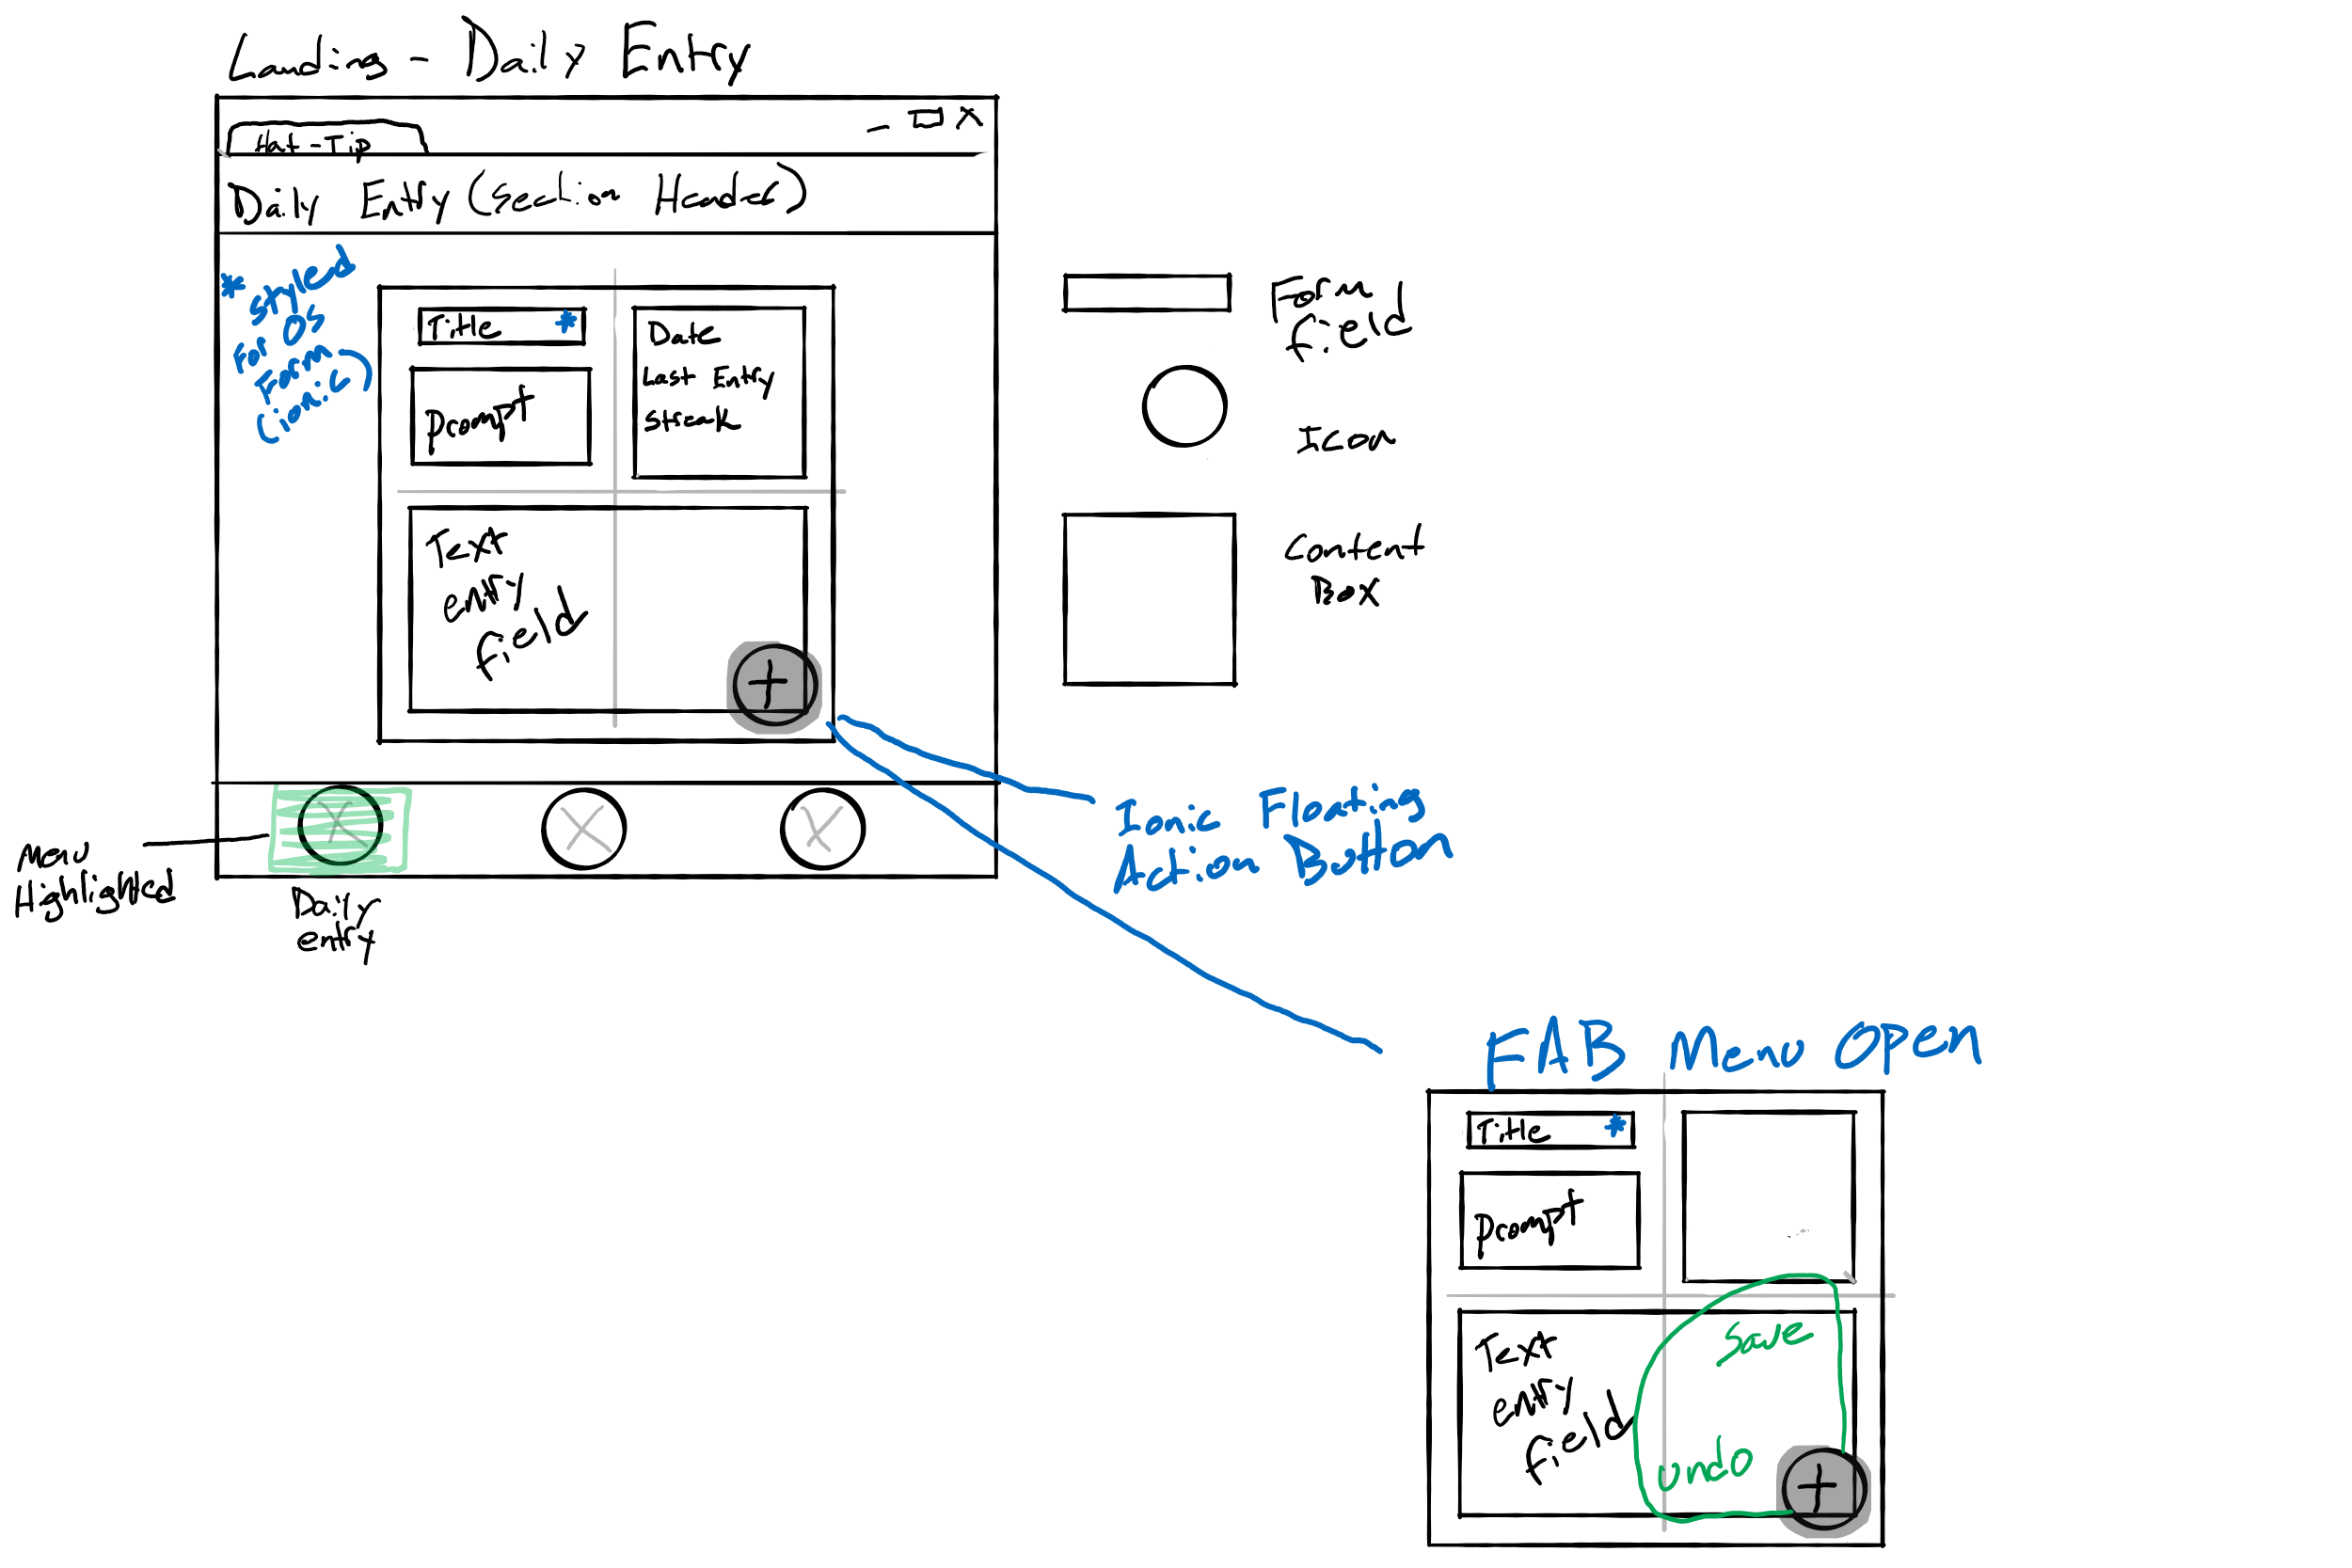 Landing - Daily Entry
Hat-Tip
Daily Entry (Section Header)
* styled
for OS
From
(ionic)
Title *
Prompt
Date
Last Entry
Streak
Text
entry
field
+
Menu
Highlighted
Daily
entry
Form
field
Icon
Content
Box
Ionic Floating
Action Button
FAB Menu Open
Title *
Prompt
Text
entry
field
Save
undo
+